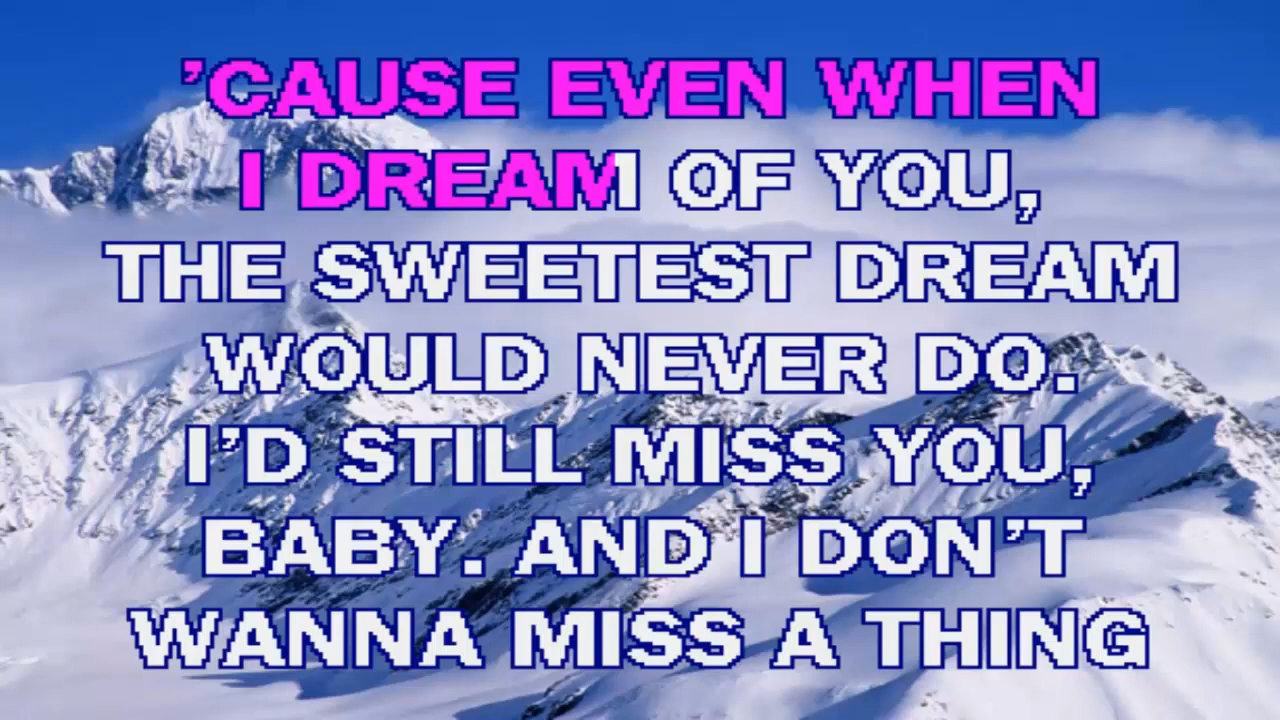 ’CAUSE EVEN WHEN
I DREAM OF YOU,
THE SWEETEST DREAM
WOULD NEVER DO.
I’D STILL MISS YOU,
BABY. AND I DON’T
WANNA MISS A THING